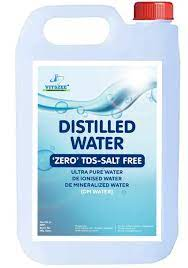 VITAZEE
DISTILLED
WATER
'ZERO' TDS-SALT FREE
ULTRA PURE WATER
DE IONISED WATER
DE MINERALIZED WATER
(DM WATER)